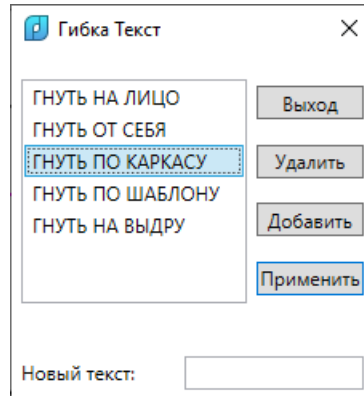 Гибка Текст
ГНУТЬ НА ЛИЦО
ГНУТЬ ОТ СЕБЯ
ГНУТЬ ПО КАРКАСУ
ГНУТЬ ПО ШАБЛОНУ
ГНУТЬ НА ВЫДРУ
Выход
Удалить
Добавить
Применить
Новый текст: